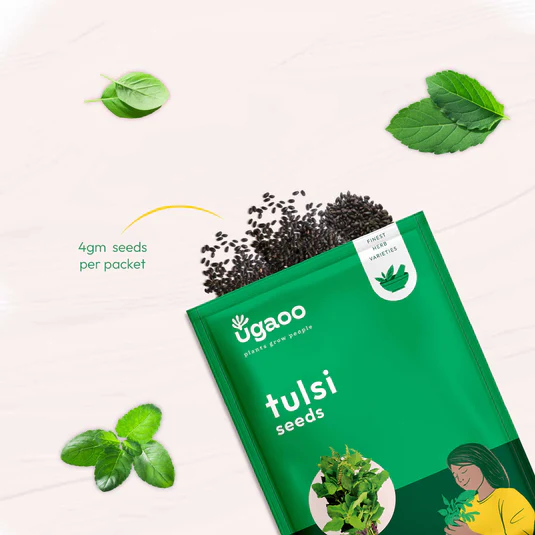 4gm seeds
per packet
FINEST
HERB
VARIETIES
ugaoo
plants grow people
tulsi
seeds